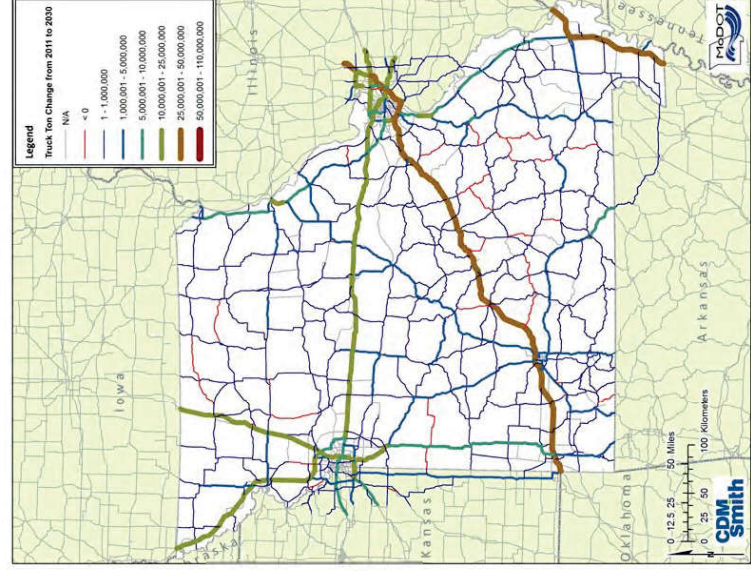 Legend
Truck Ton Change from 2011 to 2030
N/A
< 0
1 - 1,000,000
1,000,001 - 5,000,000
5,000,001 - 10,000,000
10,000,001 - 25,000,000
25,000,001 - 50,000,000
50,000,001 - 110,000,000
Iowa
Illinois
raska
Kansas
Oklahoma
Arkansas
Tennessee
MoDOT
0 12.5 25 50 Miles
0 25 50 100 Kilometers
N
CDM
Smith